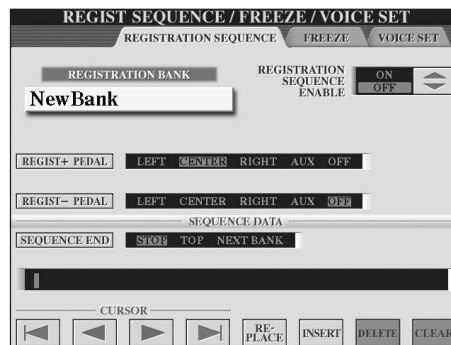 REGIST SEQUENCE / FREEZE / VOICE SET
REGISTRATION SEQUENCE FREEZE VOICE SET
REGISTRATION BANK
NewBank
REGISTRATION
SEQUENCE
ENABLE
ON
OFF
REGIST+ PEDAL LEFT CENTER RIGHT AUX OFF
REGIST− PEDAL LEFT CENTER RIGHT AUX OFF
SEQUENCE DATA
SEQUENCE END STOP TOP NEXT BANK
CURSOR
RE-
PLACE INSERT DELETE CLEAR